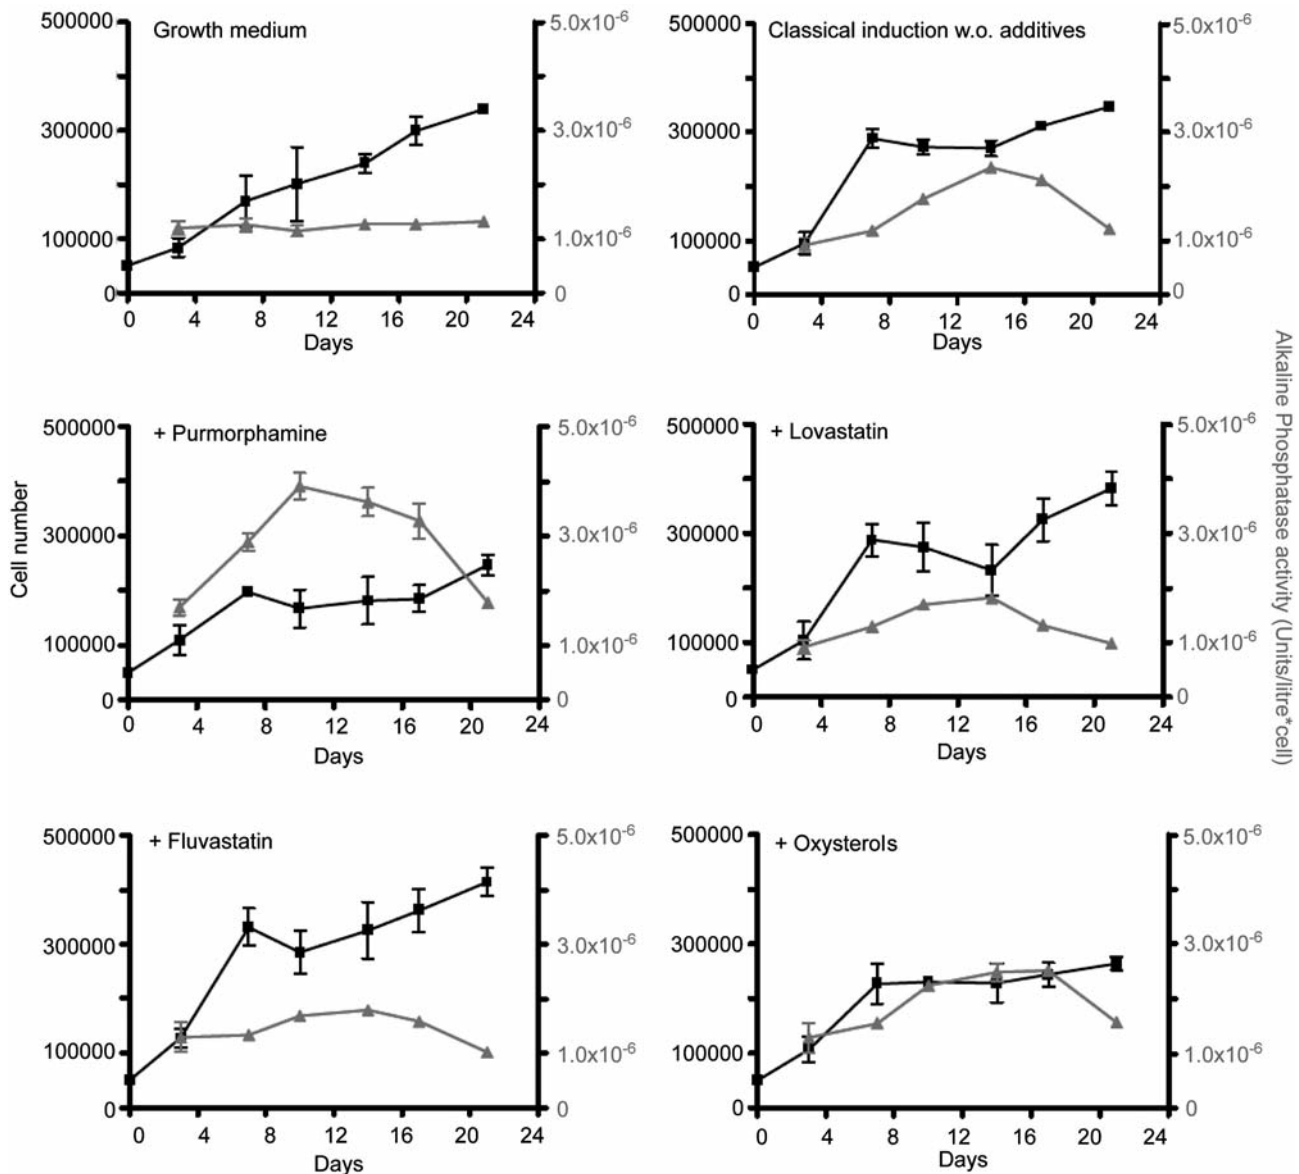 Growth medium
500000
300000
100000
0
5.0x10⁻⁶
3.0x10⁻⁶
1.0x10⁻⁶
0
0 4 8 12 16 20 24
Days
Classical induction w.o. additives
500000
300000
100000
0
5.0x10⁻⁶
3.0x10⁻⁶
1.0x10⁻⁶
0
0 4 8 12 16 20 24
Days
+ Purmorphamine
500000
300000
100000
0
5.0x10⁻⁶
3.0x10⁻⁶
1.0x10⁻⁶
0
0 4 8 12 16 20 24
Days
+ Lovastatin
500000
300000
100000
0
5.0x10⁻⁶
3.0x10⁻⁶
1.0x10⁻⁶
0
0 4 8 12 16 20 24
Days
+ Fluvastatin
500000
300000
100000
0
5.0x10⁻⁶
3.0x10⁻⁶
1.0x10⁻⁶
0
0 4 8 12 16 20 24
Days
+ Oxysterols
500000
300000
100000
0
5.0x10⁻⁶
3.0x10⁻⁶
1.0x10⁻⁶
0
0 4 8 12 16 20 24
Days
Cell number
Alkaline Phosphatase activity (Units/litre*cell)